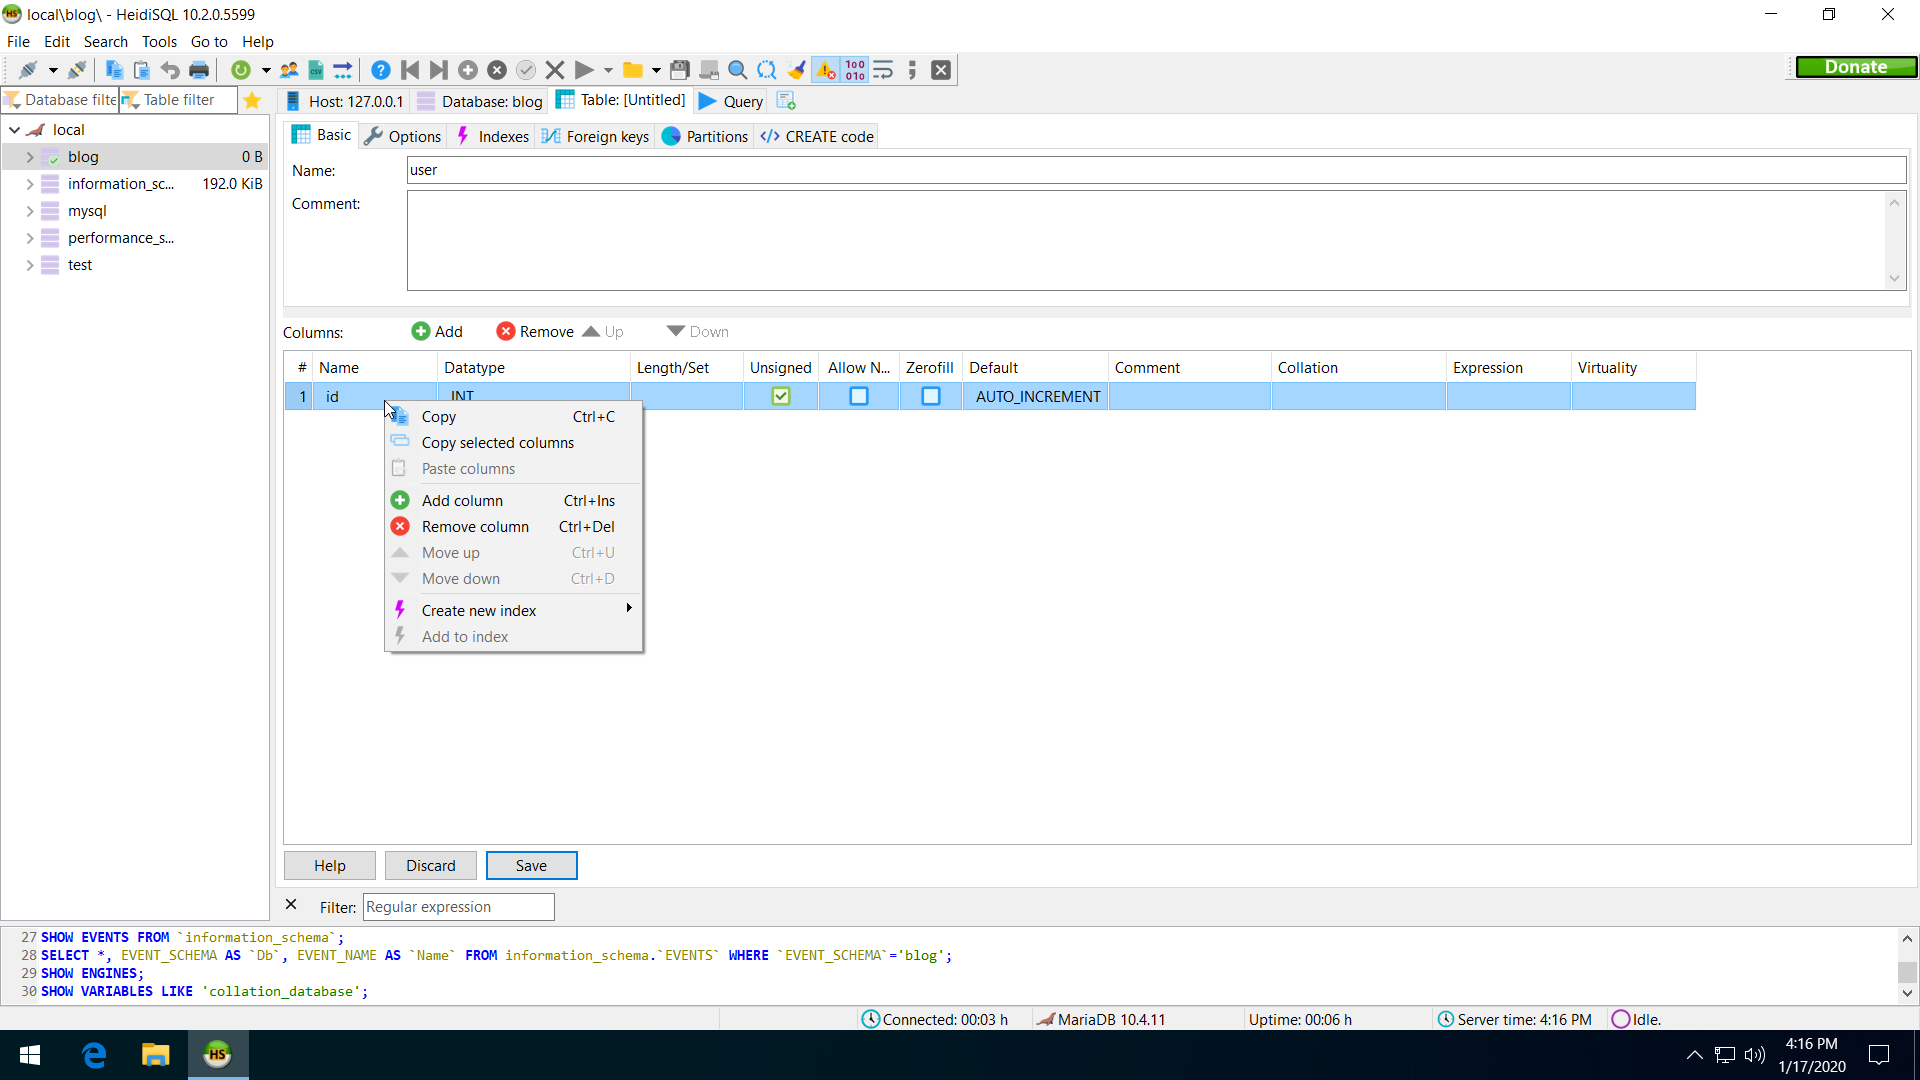 local\blog\ - HeidiSQL 10.2.0.5599
File Edit Search Tools Go to Help
Donate
Database filte Table filter
Host: 127.0.0.1 Database: blog Table: [Untitled] Query
local
blog 0 B
information_sc... 192.0 KiB
mysql
performance_s...
test
Basic Options Indexes Foreign keys Partitions CREATE code
Name: user
Comment:
Columns: Add Remove Up Down
# Name Datatype Length/Set Unsigned Allow N... Zerofill Default Comment Collation Expression Virtuality
1 id INT AUTO_INCREMENT
Copy Ctrl+C
Copy selected columns
Paste columns
Add column Ctrl+Ins
Remove column Ctrl+Del
Move up Ctrl+U
Move down Ctrl+D
Create new index
Add to index
Help Discard Save
Filter: Regular expression
27 SHOW EVENTS FROM `information_schema`;
28 SELECT *, EVENT_SCHEMA AS `Db`, EVENT_NAME AS `Name` FROM information_schema.`EVENTS` WHERE `EVENT_SCHEMA`='blog';
29 SHOW ENGINES;
30 SHOW VARIABLES LIKE 'collation_database';
Connected: 00:03 h MariaDB 10.4.11 Uptime: 00:06 h Server time: 4:16 PM Idle.
HS
4:16 PM
1/17/2020